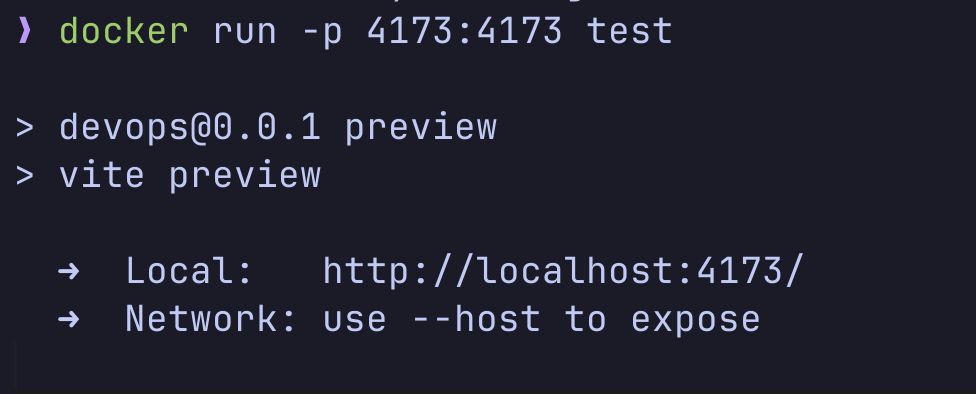 ❯ docker run -p 4173:4173 test
> devops@0.0.1 preview
> vite preview
➜ Local: http://localhost:4173/
➜ Network: use --host to expose